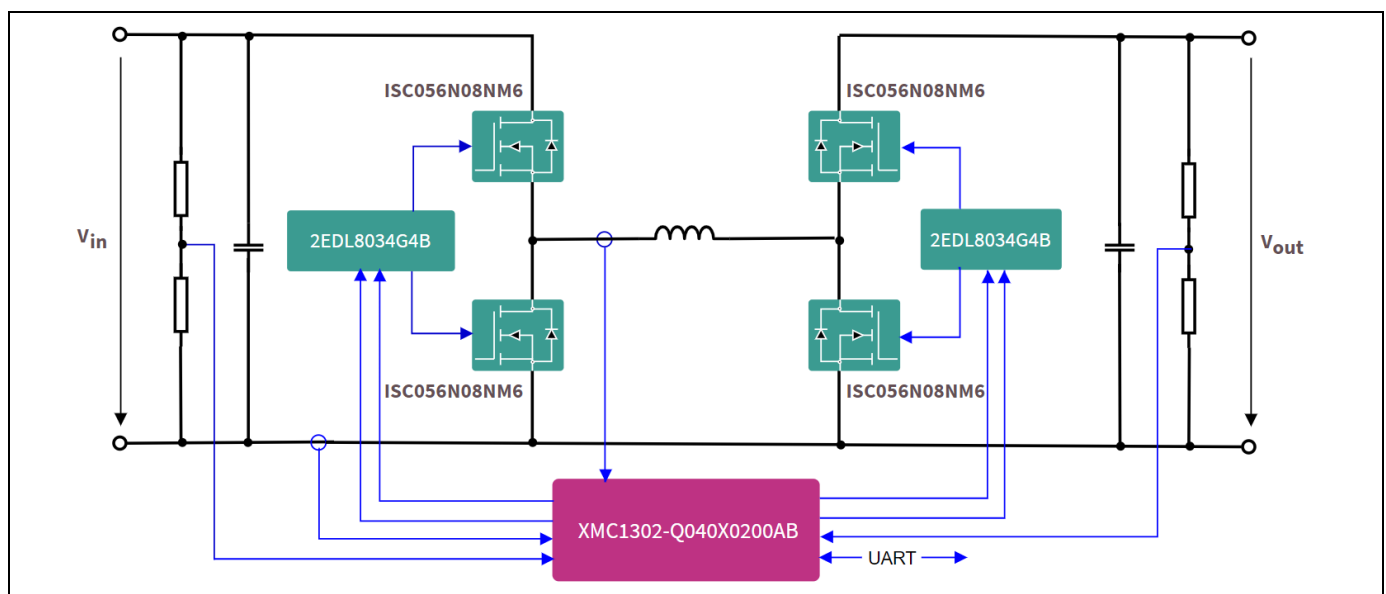 ISC056N08NM6
ISC056N08NM6
2EDL8034G4B
2EDL8034G4B
Vin
Vout
ISC056N08NM6
ISC056N08NM6
XMC1302-Q040X0200AB
UART